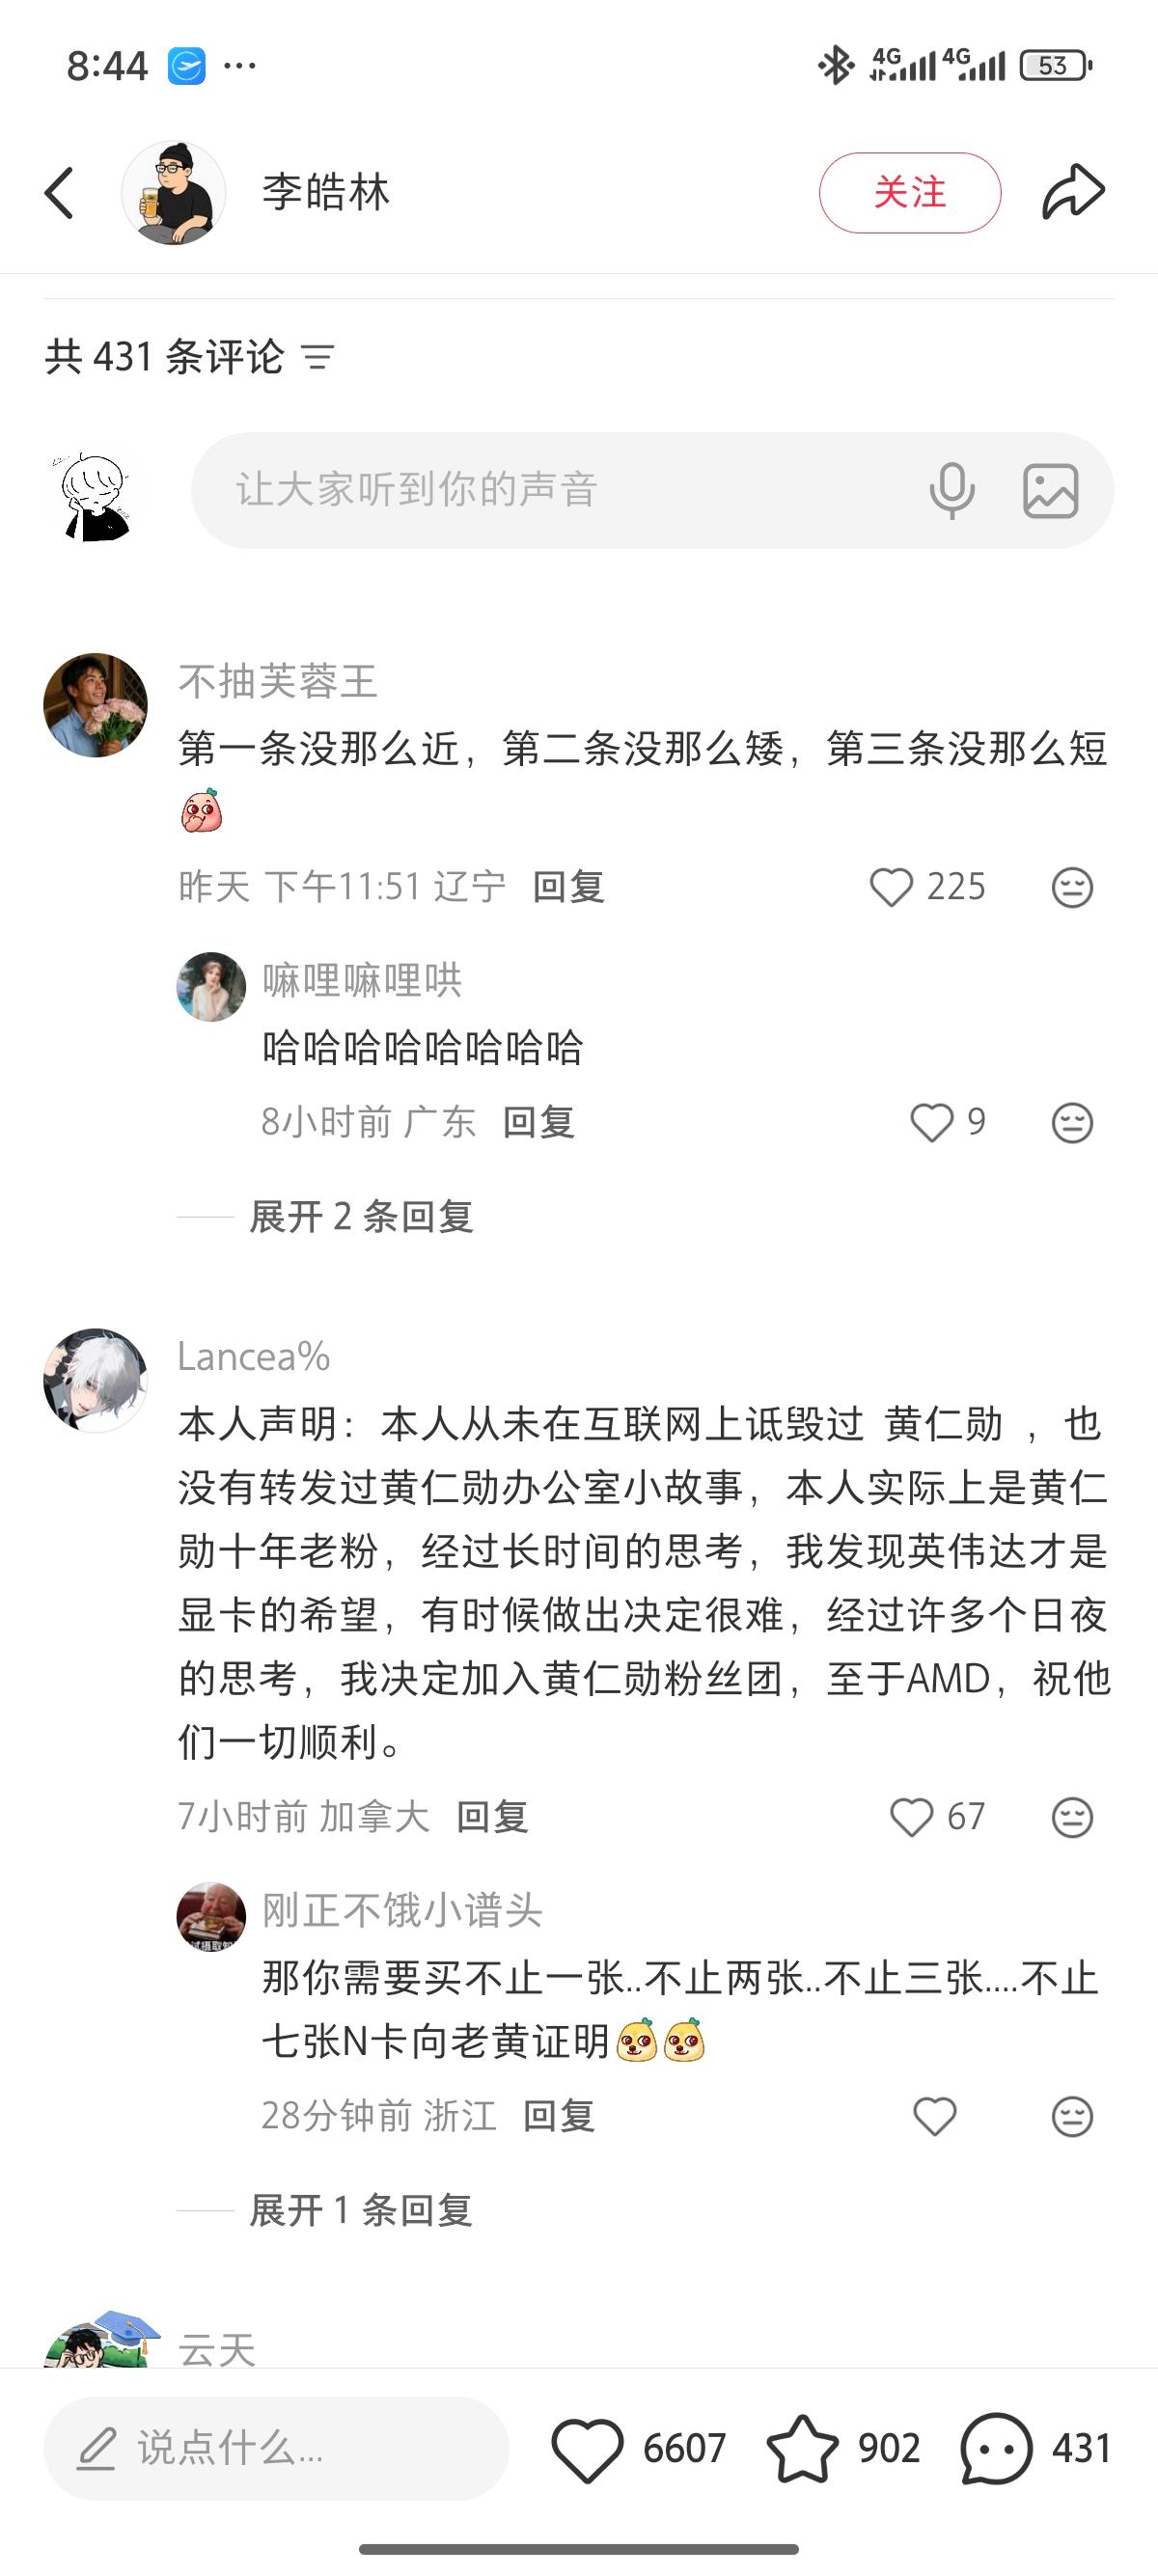 8:44
4G 4G 53
李皓林
关注
共 431 条评论
让大家听到你的声音
不抽芙蓉王
第一条没那么近，第二条没那么矮，第三条没那么短
昨天 下午11:51 辽宁 回复
225
嘛哩嘛哩哄
哈哈哈哈哈哈哈哈
8小时前 广东 回复
9
展开 2 条回复
Lancea%
本人声明：本人从未在互联网上诋毁过 黄仁勋 ，也
没有转发过黄仁勋办公室小故事，本人实际上是黄仁
勋十年老粉，经过长时间的思考，我发现英伟达才是
显卡的希望，有时候做出决定很难，经过许多个日夜
的思考，我决定加入黄仁勋粉丝团，至于AMD，祝他
们一切顺利。
7小时前 加拿大 回复
67
刚正不饿小谱头
那你需要买不止一张..不止两张..不止三张....不止
七张N卡向老黄证明
28分钟前 浙江 回复
展开 1 条回复
云天
说点什么...
6607
902
431